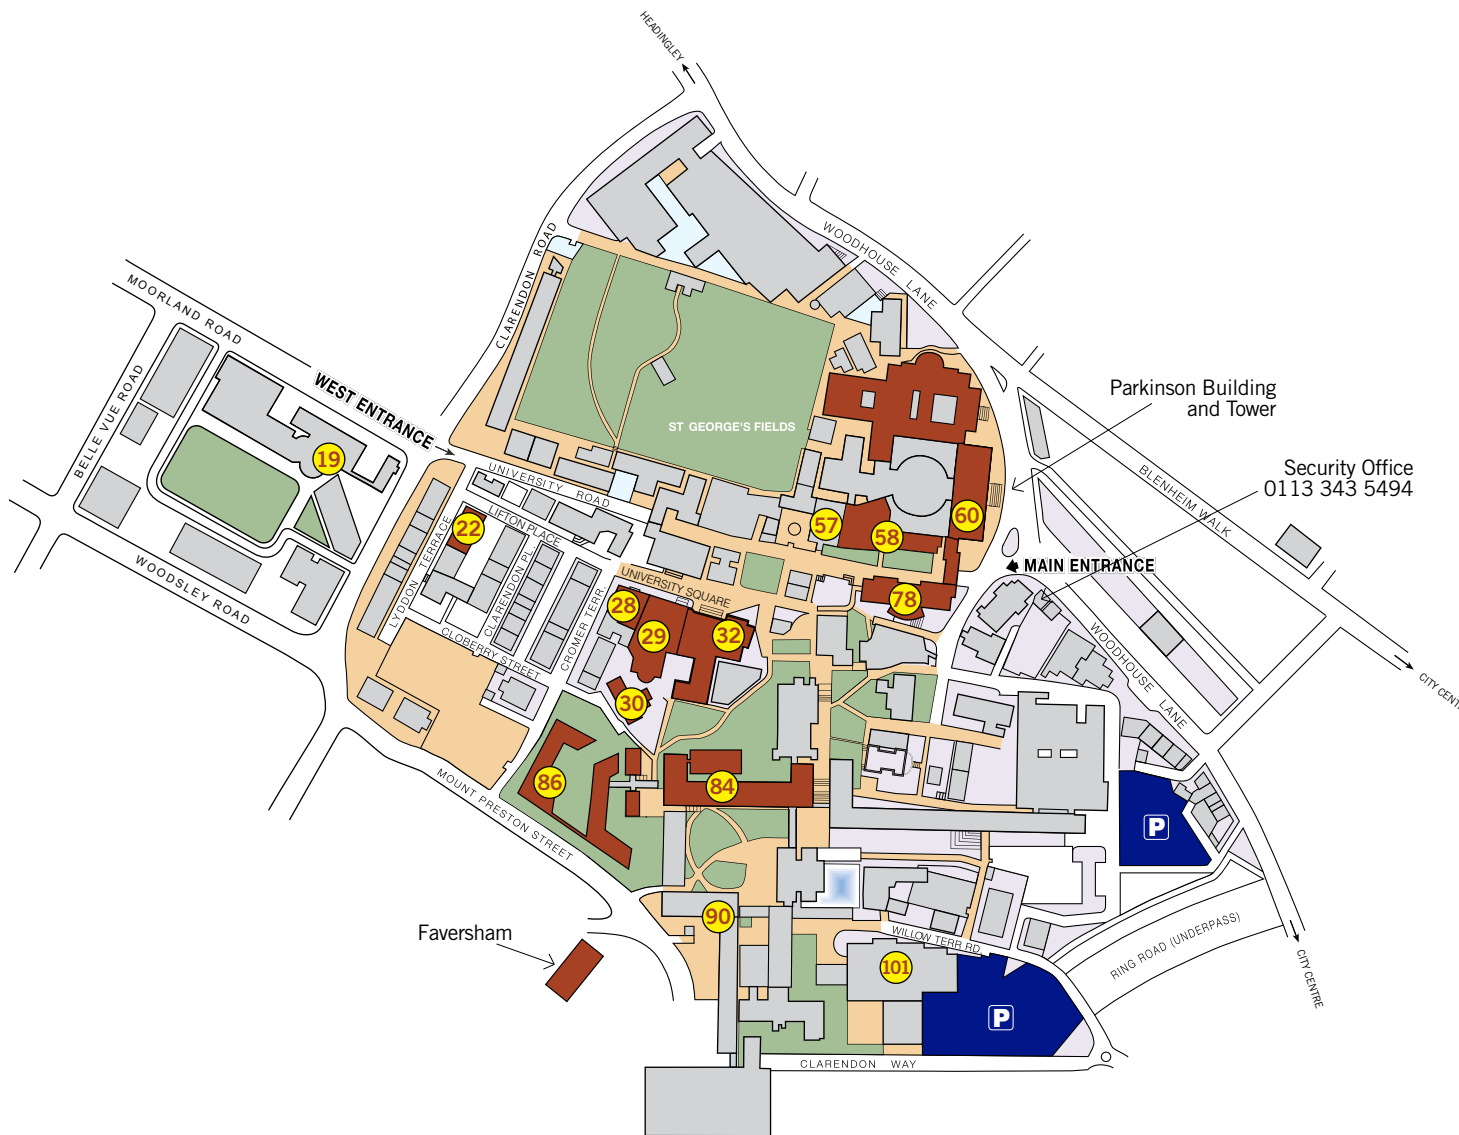 HEADINGLEY
WOODHOUSE LANE
CLARENDON ROAD
MOORLAND ROAD
WEST ENTRANCE
BELLE VUE ROAD
ST GEORGE'S FIELDS
Parkinson Building
and Tower
BLENHEIM WALK
Security Office
0113 343 5494
19
UNIVERSITY ROAD
LIFTON PLACE
22
57
58
60
WOODSLEY ROAD
LYDDON TERRACE
CLARENDON PL.
MAIN ENTRANCE
UNIVERSITY SQUARE
78
28
29
32
CROMER TERR.
CLOBERRY STREET
WOODHOUSE LANE
CITY CENT
30
86
84
MOUNT PRESTON STREET
P
90
Faversham
WILLOW TERR RD
RING ROAD (UNDERPASS)
CITY CENTRE
101
P
CLARENDON WAY